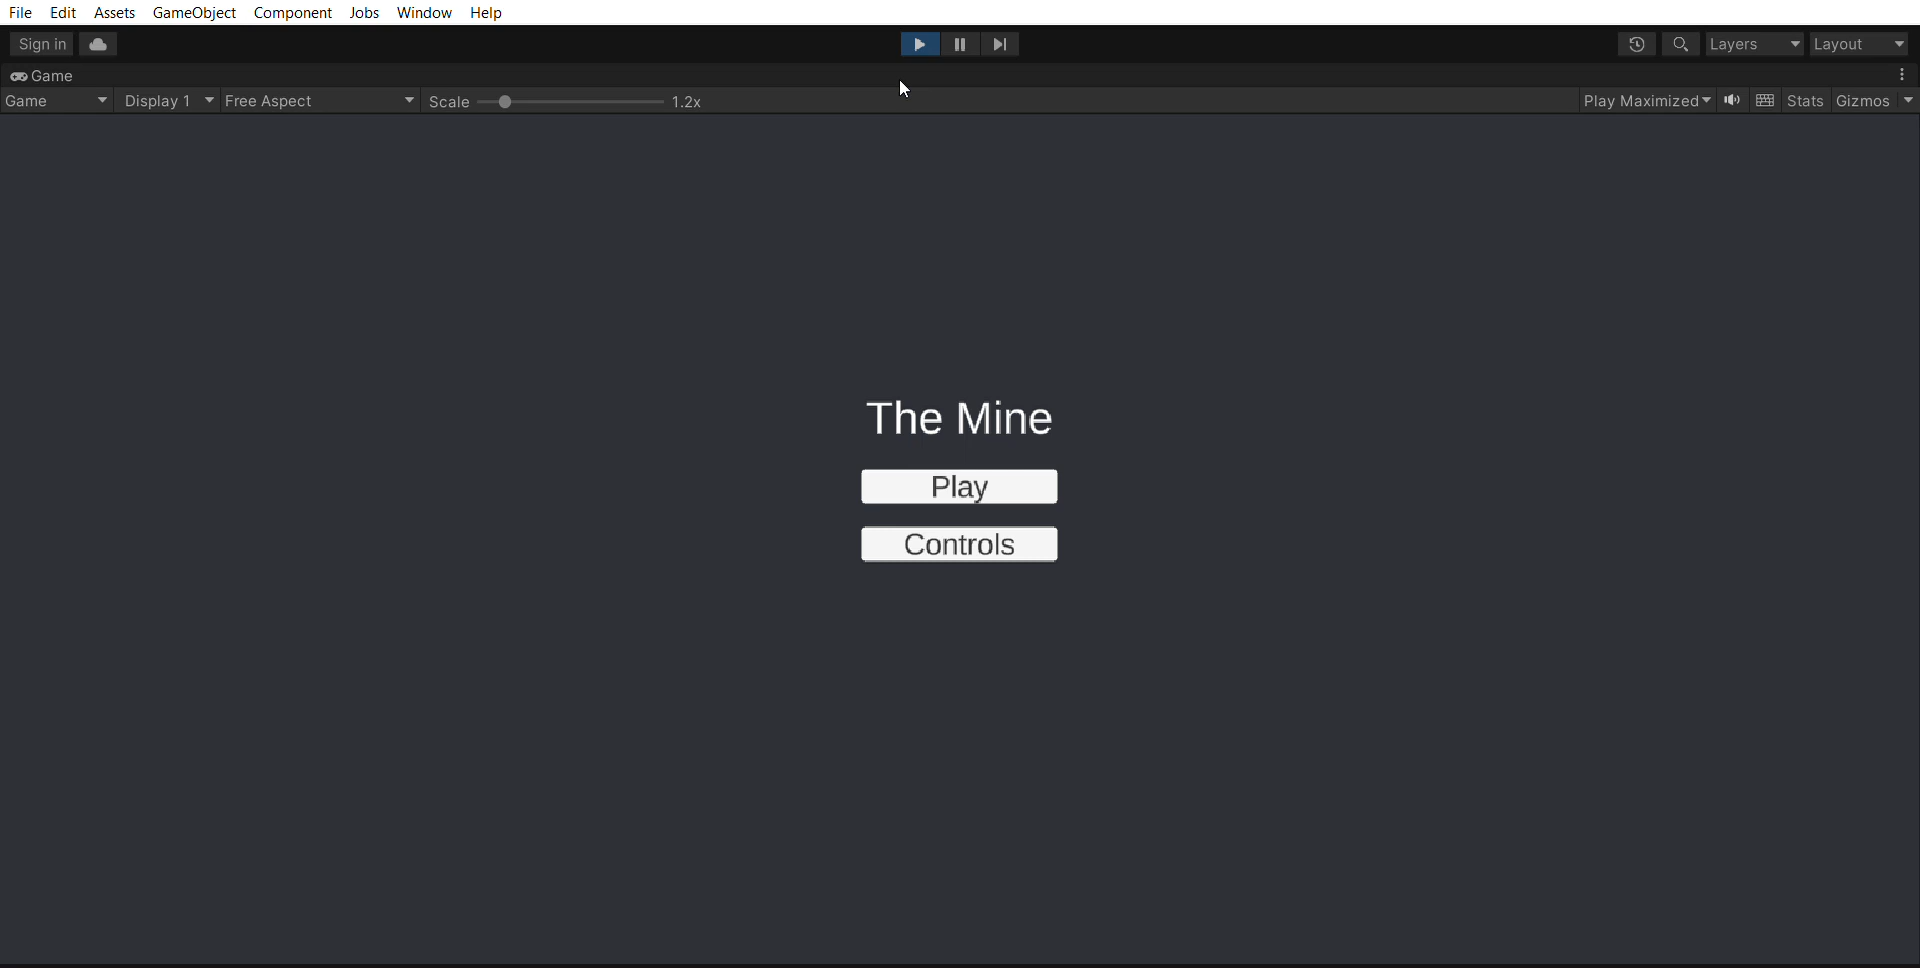 File Edit Assets GameObject Component Jobs Window Help
Sign in Layers Layout
Game
Game Display 1 Free Aspect Scale 1.2x Play Maximized Stats Gizmos
The Mine
Play
Controls